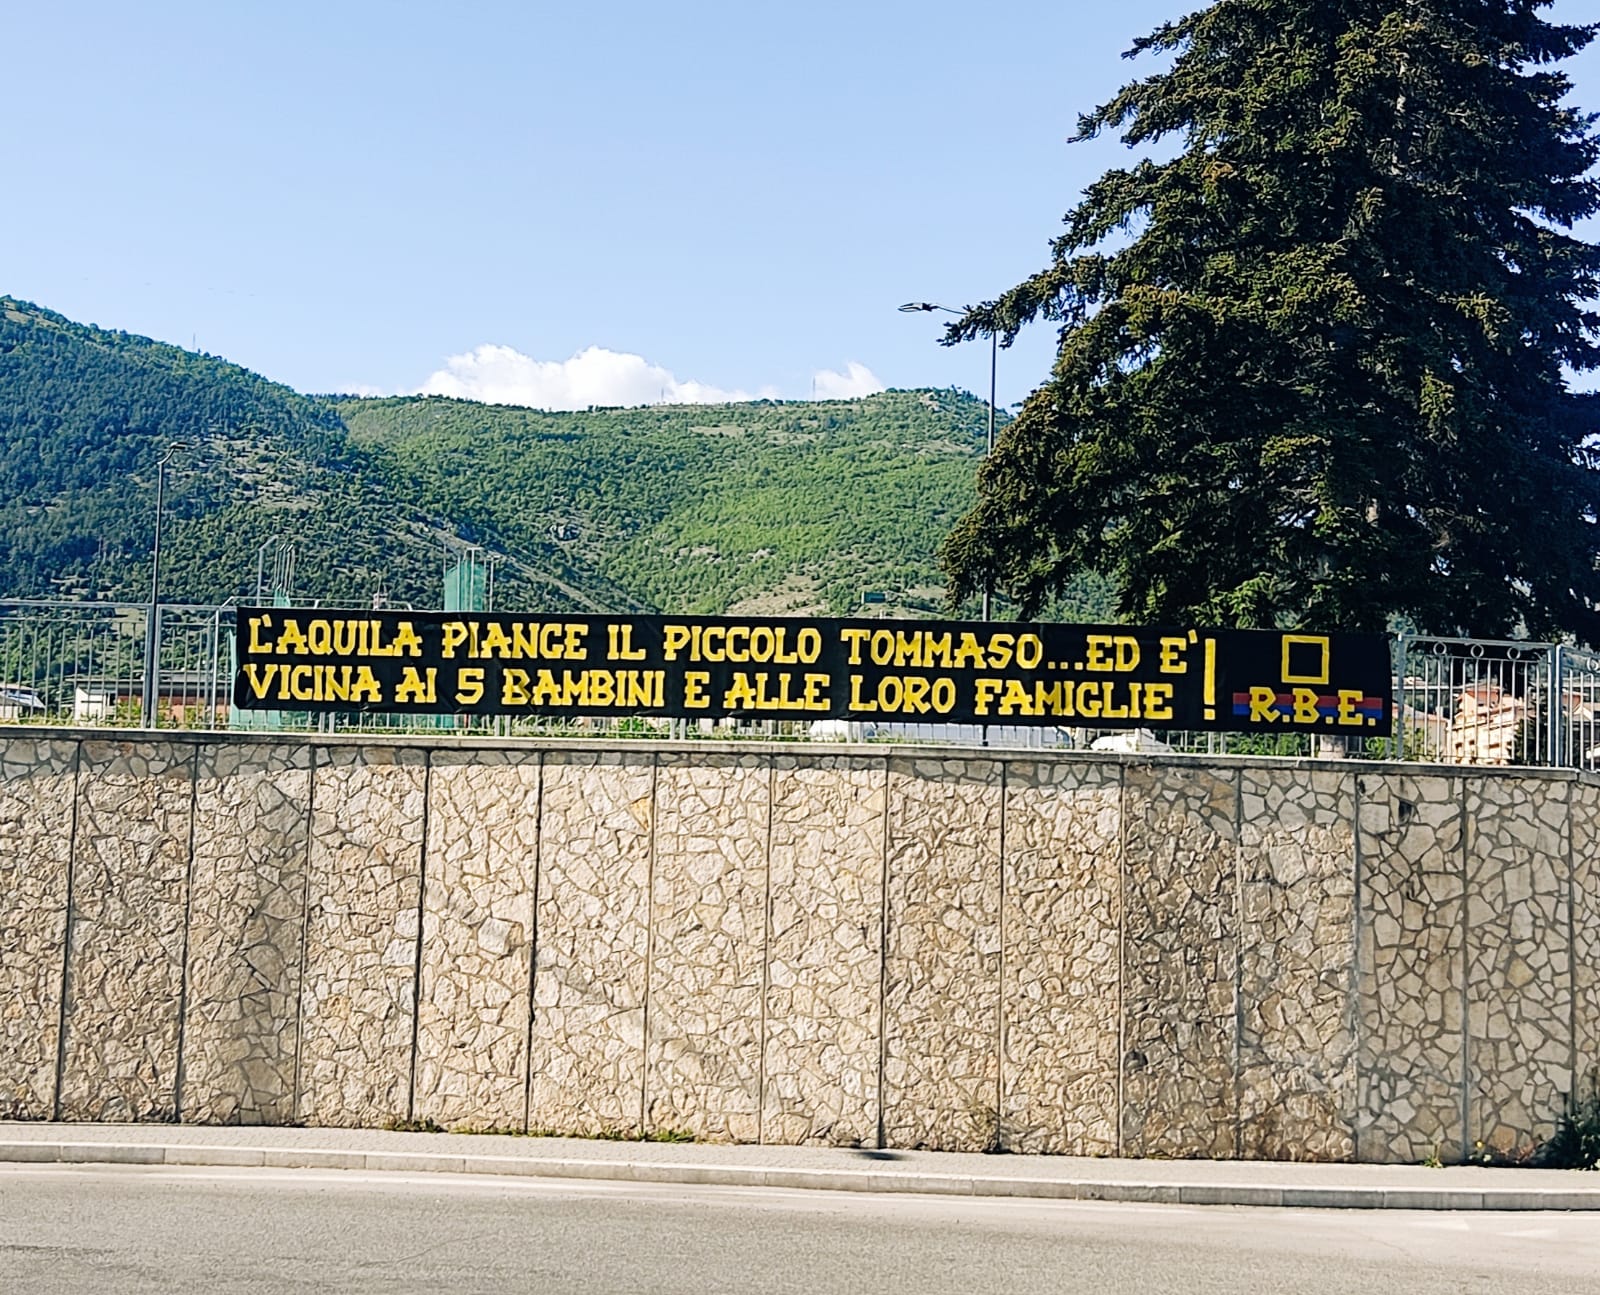 L'AQUILA PIANGE IL PICCOLO TOMMASO...ED E'
VICINA AI 5 BAMBINI E ALLE LORO FAMIGLIE !
R.B.E.